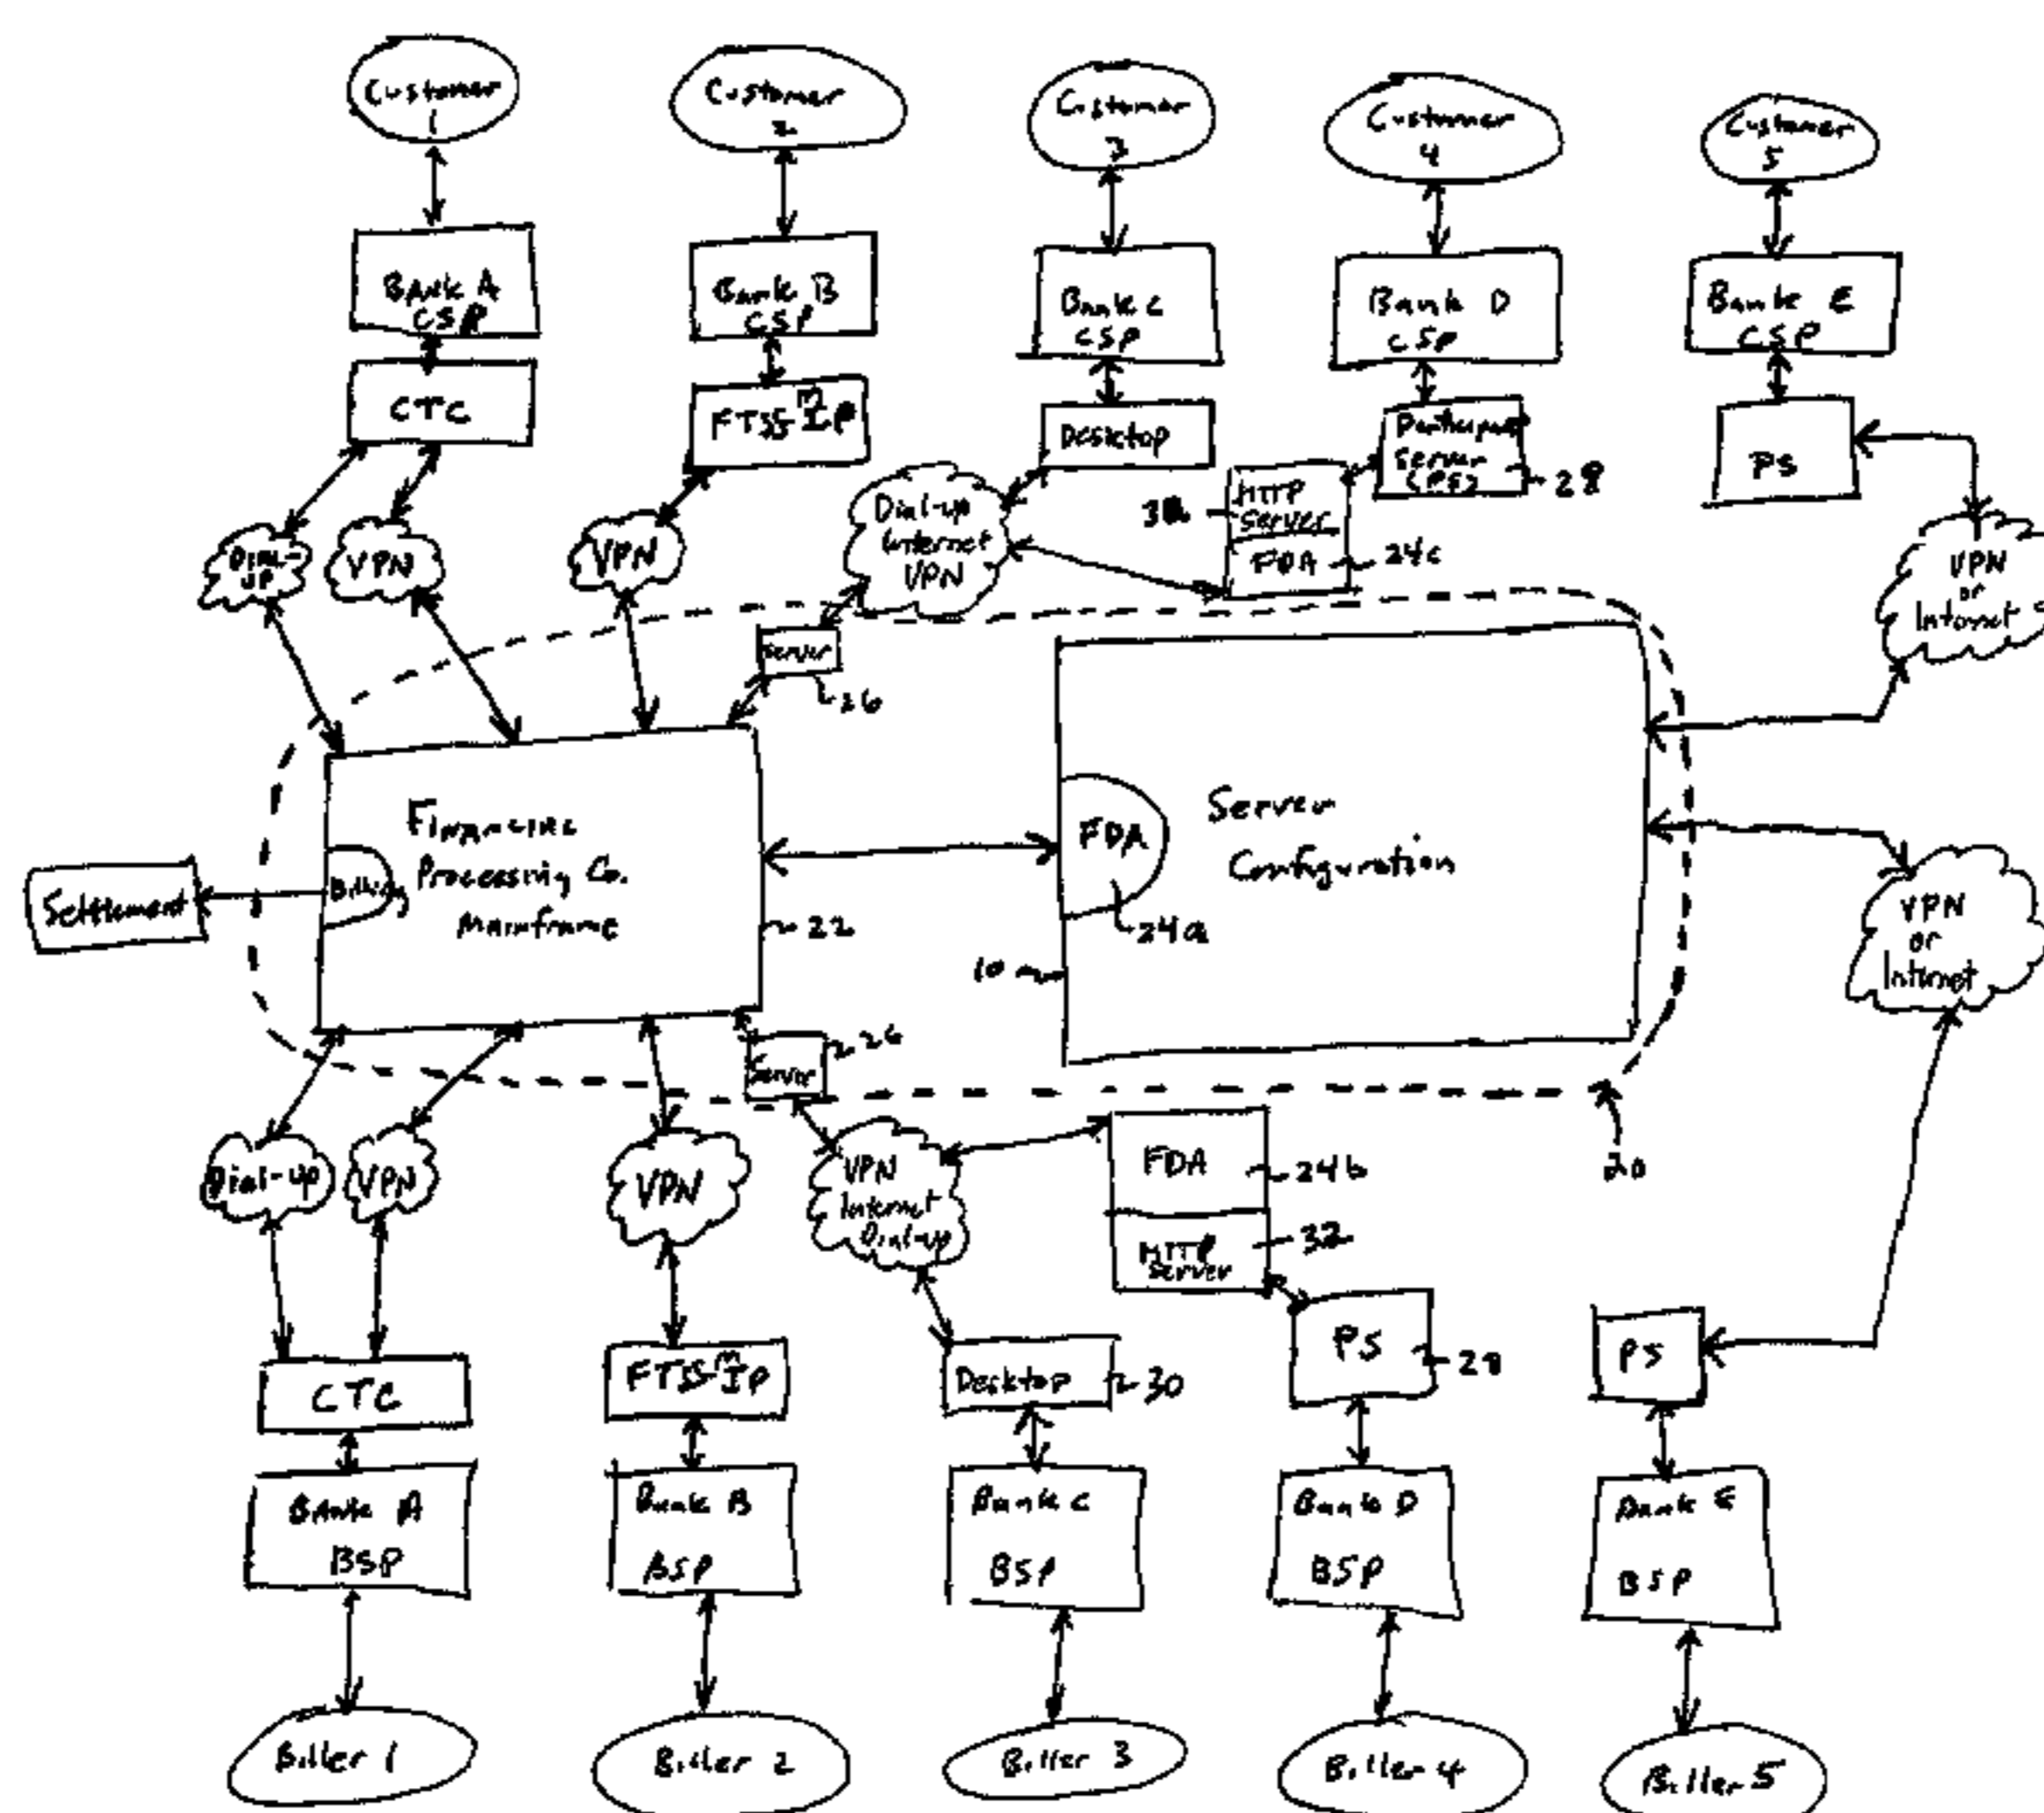 Customer
1
Customer
2
Customer
3
Customer
4
Customer
5
BAnk A
CSP
Bank B
CSP
Bank C
CSP
Bank D
CSP
Bank E
CSP
CTC
FTSSM IP
Desktop
Participant
Server
(PS)
28
PS
HTTP
Server
FDA
24c
DIAL-
UP
VPN
VPN
Dial-up
Internet
VPN
VPN
or
Internet
Server
26
Financial
Processing Co.
Mainframe
22
Billing
Settlement
FDA
24a
Server
Configuration
10
VPN
or
Internet
Server
26
20
Dial-up
VPN
VPN
VPN
Internet
Dial-up
FDA
24b
HTTP
Server
32
CTC
FTSSM IP
Desktop
30
PS
28
PS
BAnk A
BSP
Bank B
BSP
Bank C
BSP
Bank D
BSP
Bank E
BSP
Biller 1
Biller 2
Biller 3
Biller 4
Biller 5